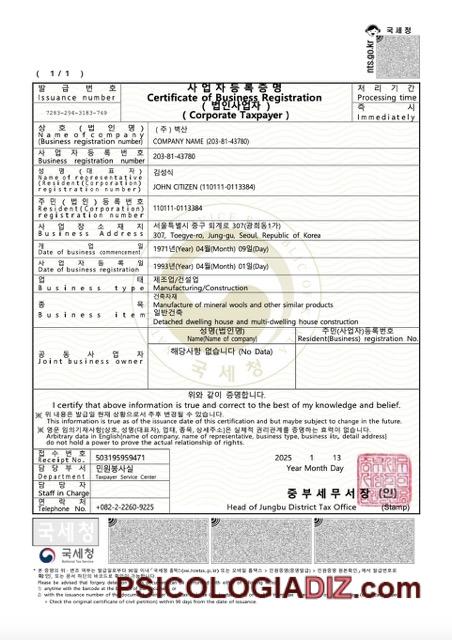 국세청
nts.go.kr
( 1/1 )
발 급 번 호
Issuance number
7283-294-3183-769
사업자등록증명
Certificate of Business Registration
( 법인사업자 )
( Corporate Taxpayer )
처 리 기 간
Processing time
즉 시
Immediately
상 호 ( 법 인 명 )
Name of company
(Business registration number)
(주) 벽산
COMPANY NAME (203-81-43780)
사 업 자 등 록 번 호
Business registration number
203-81-43780
성 명 ( 대 표 자 )
Name of representative
(Resident(Corporation)
registration number)
김성식
JOHN CITIZEN (110111-0113384)
주 민 ( 법 인 ) 등 록 번 호
Resident(Corporation)
registration number
110111-0113384
사 업 장 소 재 지
Business Address
서울특별시 중구 퇴계로 307(광희동1가)
307, Toegye-ro, Jung-gu, Seoul, Republic of Korea
개 업 일
Date of business commencement
1971년(Year) 04월(Month) 09일(Day)
사 업 자 등 록 일
Date of business registration
1993년(Year) 04월(Month) 01일(Day)
업 태
Business type
제조업/건설업
Manufacturing/Construction
종 목
Business item
건축자재
Manufacture of mineral wools and other similar products
일반건축
Detached dwelling house and multi-dwelling house construction
공 동 사 업 자
Joint business owner
성명(법인명)
Name(Name of company)
주민(사업자)등록번호
Resident(Business) registration No.
해당사항 없습니다 (No Data)
국세청
위와 같이 증명합니다.
I certify that above information is true and correct to the best of my knowledge and belief.
※ 위 내용은 발급일 현재 상황으로서 추후 변경될 수 있습니다.
This information is true as of the issuance date of this certification and but maybe subject to change in the future.
※ 영문 임의기재사항(상호, 성명(대표자), 업태, 종목, 상세주소)은 실제적 권리관계를 증명하는 효력이 없습니다.
Arbitrary data in English(name of company, name of representative, business type, business iitc, detail address)
do not hold a power to prove the actual relationship of rights.
접 수 번 호
Receipt No.
503195959471
담 당 부 서
Department
민원봉사실
Taxpayer Service Center
담 당 자
Staff in Charge
연 락 처
Telephone No.
+082-2-2260-9225
2025 1 13
Year Month Day
중부세무서장 (인)
Head of Jungbu District Tax Office (Stamp)
국세청
국세청
National Tax Service
PSICOLOGIADIZ.com
• Check the original certificate of civil petition) within 90 days from the date of issuance.